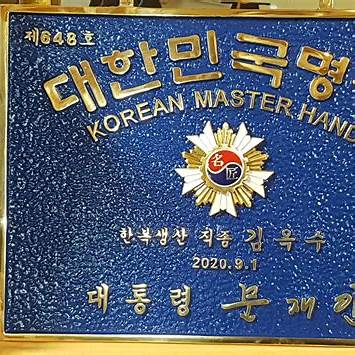 제648호
대한민국명
KOREAN MASTER HAND
名匠
한복생산 직종 김옥수
2020.9.1
대통령 문재인